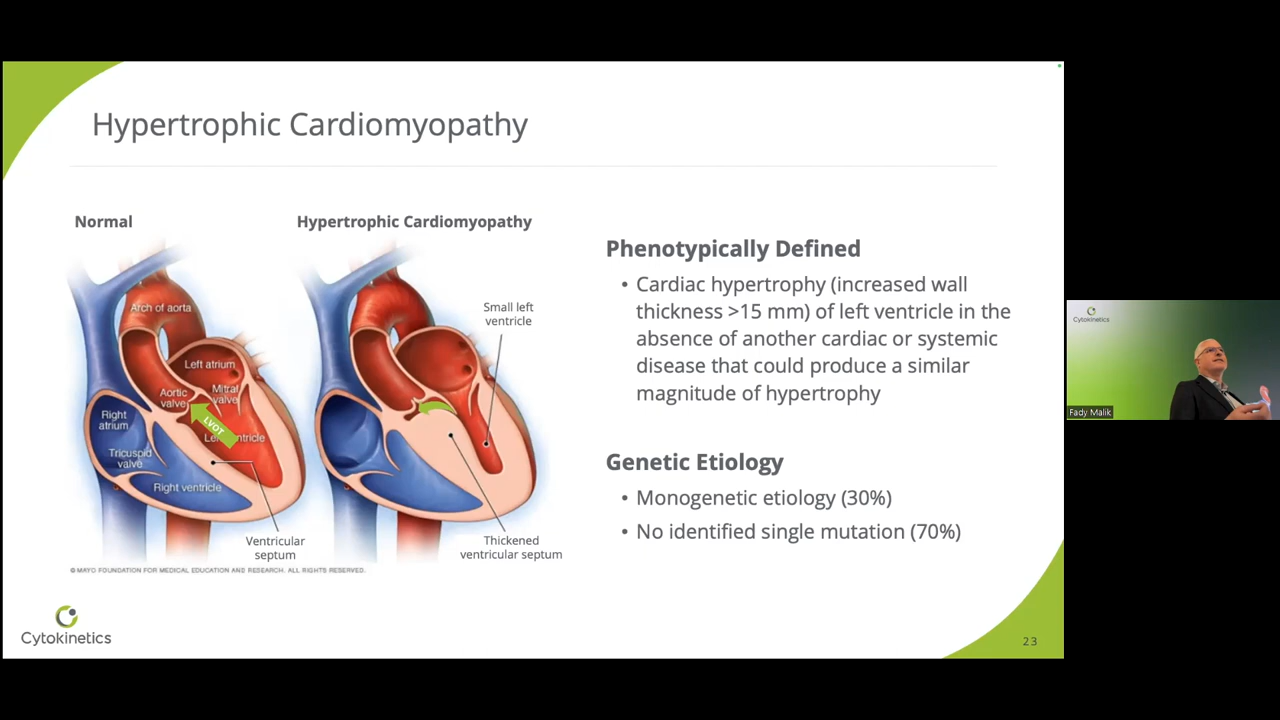 Hypertrophic Cardiomyopathy
Normal
Hypertrophic Cardiomyopathy
Arch of aorta
Left atrium
Aortic
valve
Mitral
valve
LVOT
Right
atrium
Tricuspid
valve
Right ventricle
Ventricular
septum
Small left
ventricle
Thickened
ventricular septum
© MAYO FOUNDATION FOR MEDICAL EDUCATION AND RESEARCH. ALL RIGHTS RESERVED.
Phenotypically Defined
• Cardiac hypertrophy (increased wall
thickness >15 mm) of left ventricle in the
absence of another cardiac or systemic
disease that could produce a similar
magnitude of hypertrophy
Genetic Etiology
• Monogenetic etiology (30%)
• No identified single mutation (70%)
Cytokinetics
23
Cytokinetics
Fady Malik